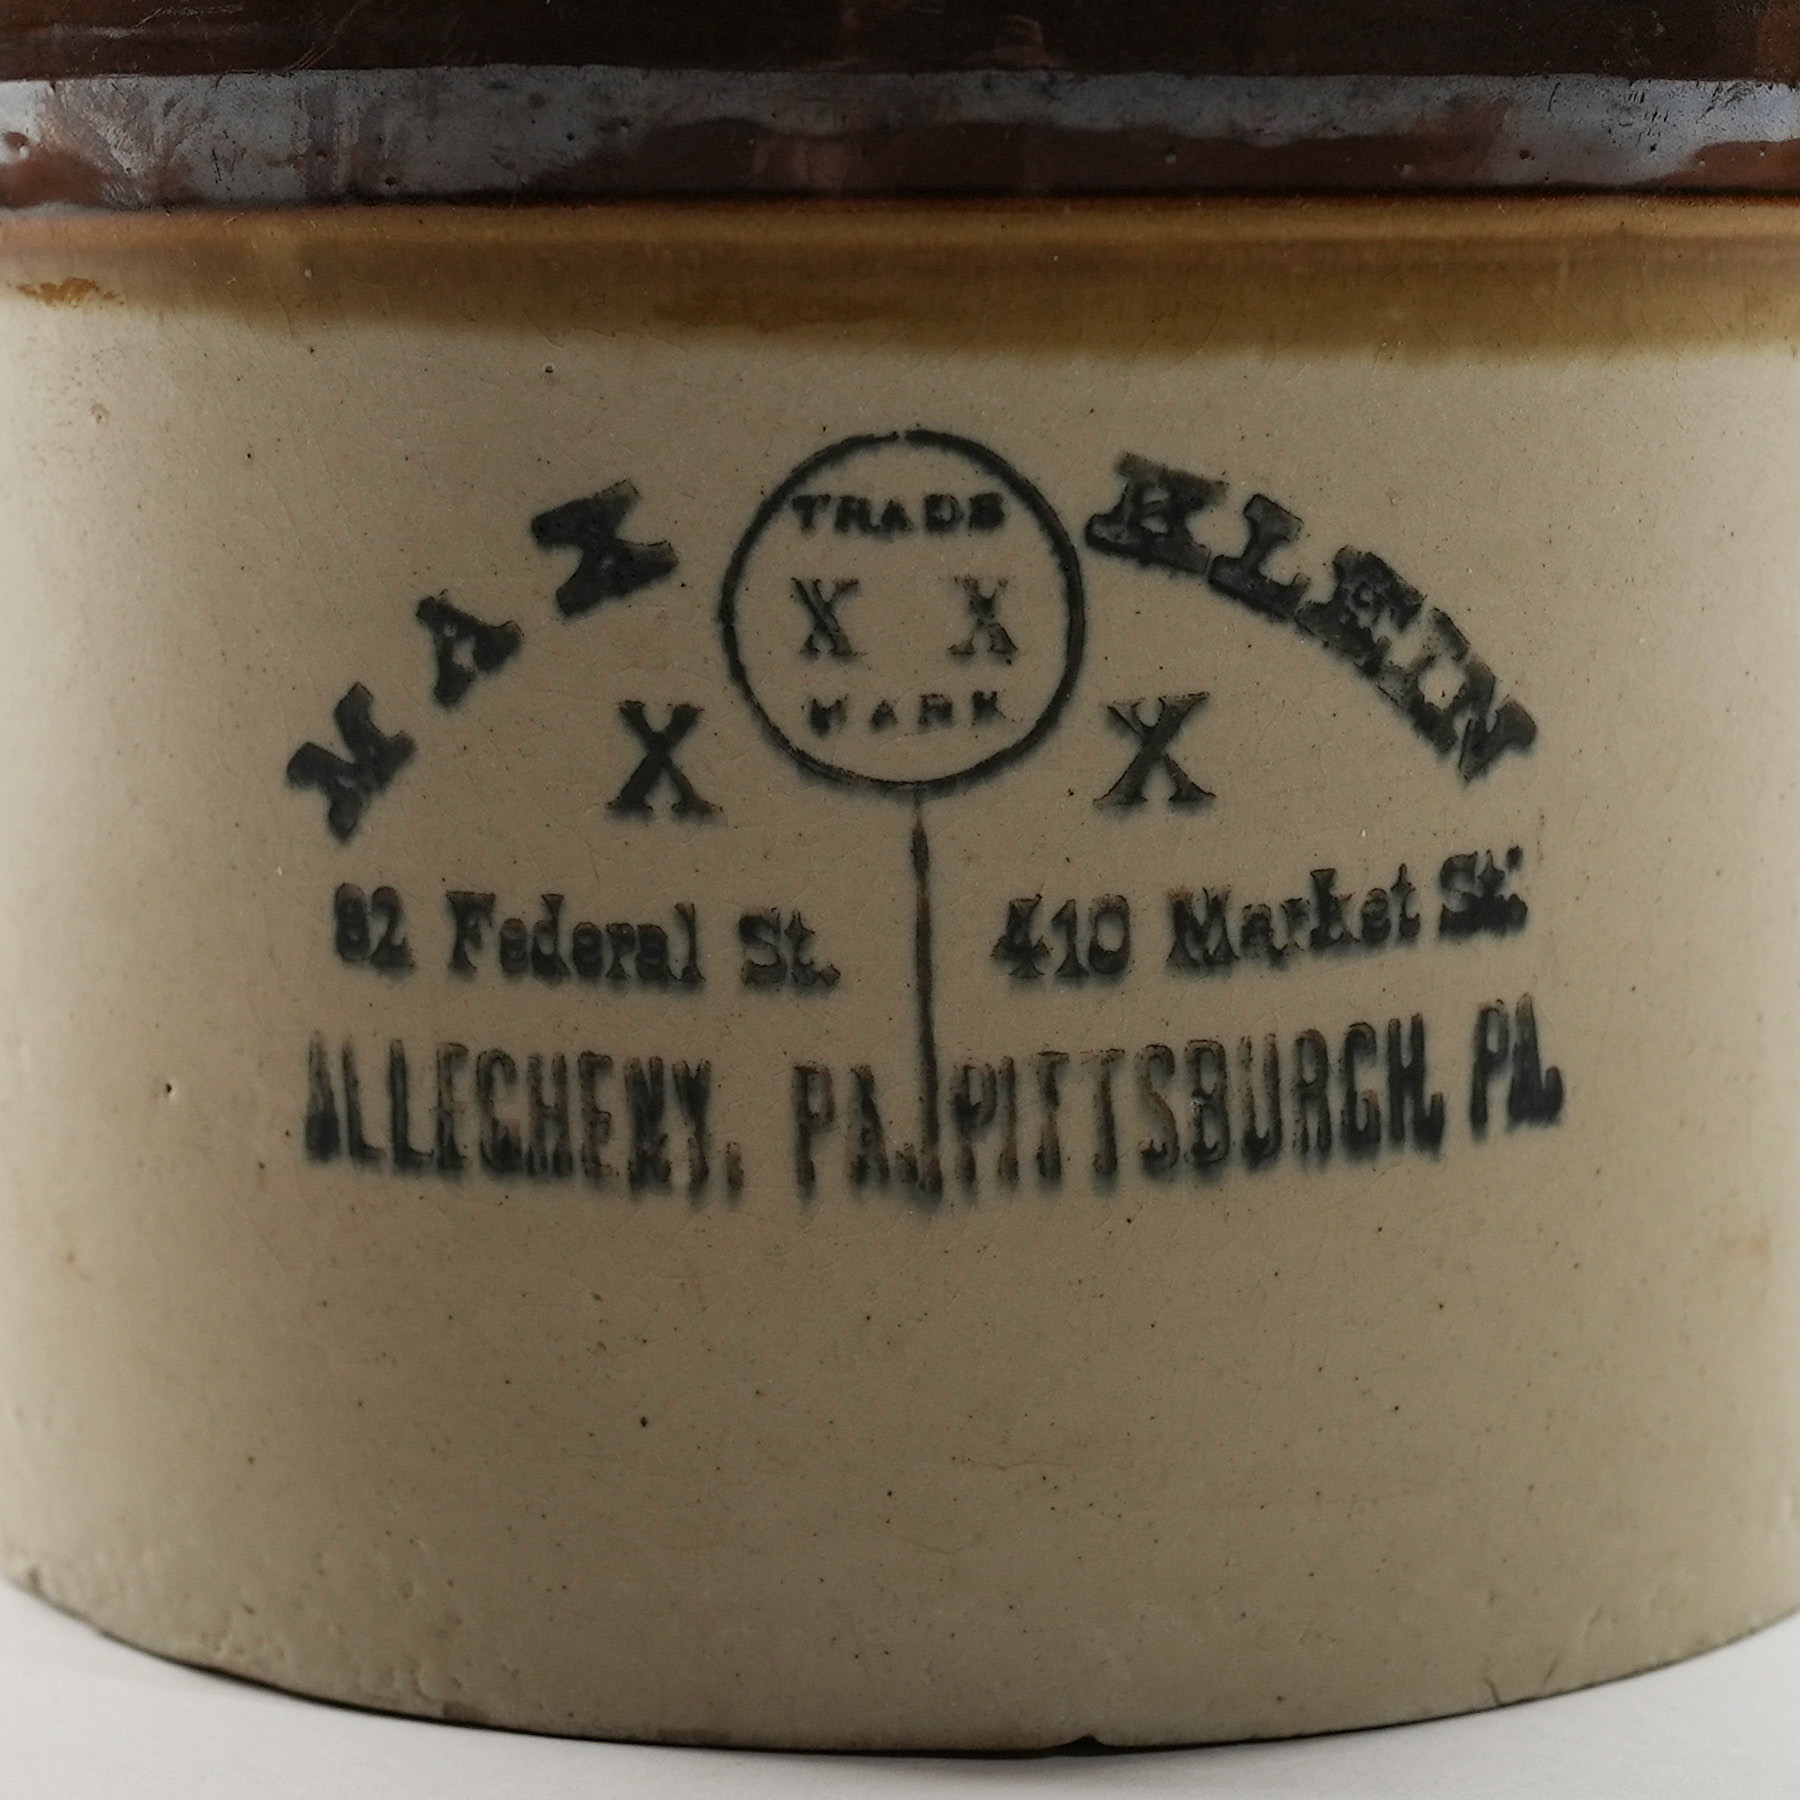 MAX KLEIN
TRADE
X X
MARK
X X
82 Federal St. 410 Market St.
ALLEGHENY, PA. PITTSBURGH, PA.